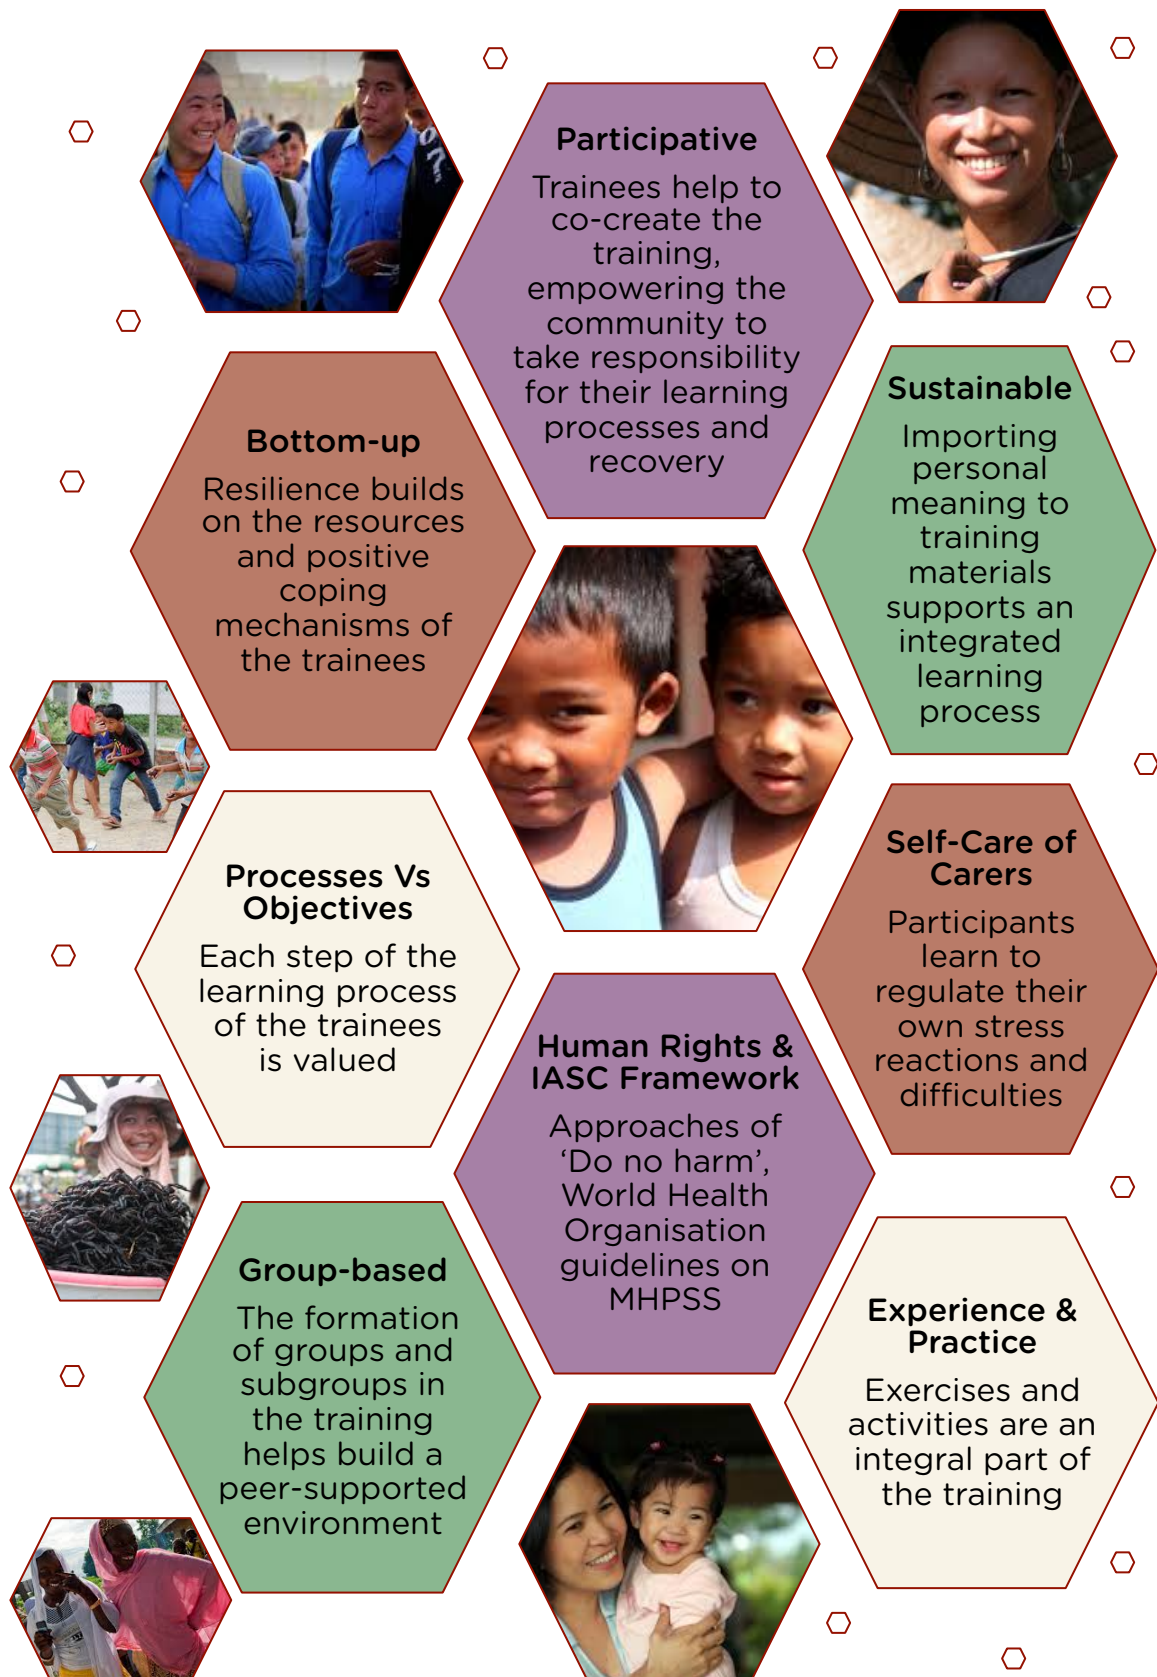 Participative
Trainees help to
co-create the
training,
empowering the
community to
take responsibility
for their learning
processes and
recovery
Bottom-up
Resilience builds
on the resources
and positive
coping
mechanisms of
the trainees
Sustainable
Importing
personal
meaning to
training
materials
supports an
integrated
learning
process
Processes Vs
Objectives
Each step of the
learning process
of the trainees
is valued
Self-Care of
Carers
Participants
learn to
regulate their
own stress
reactions and
difficulties
Human Rights &
IASC Framework
Approaches of
‘Do no harm’,
World Health
Organisation
guidelines on
MHPSS
Group-based
The formation
of groups and
subgroups in
the training
helps build a
peer-supported
environment
Experience &
Practice
Exercises and
activities are an
integral part of
the training